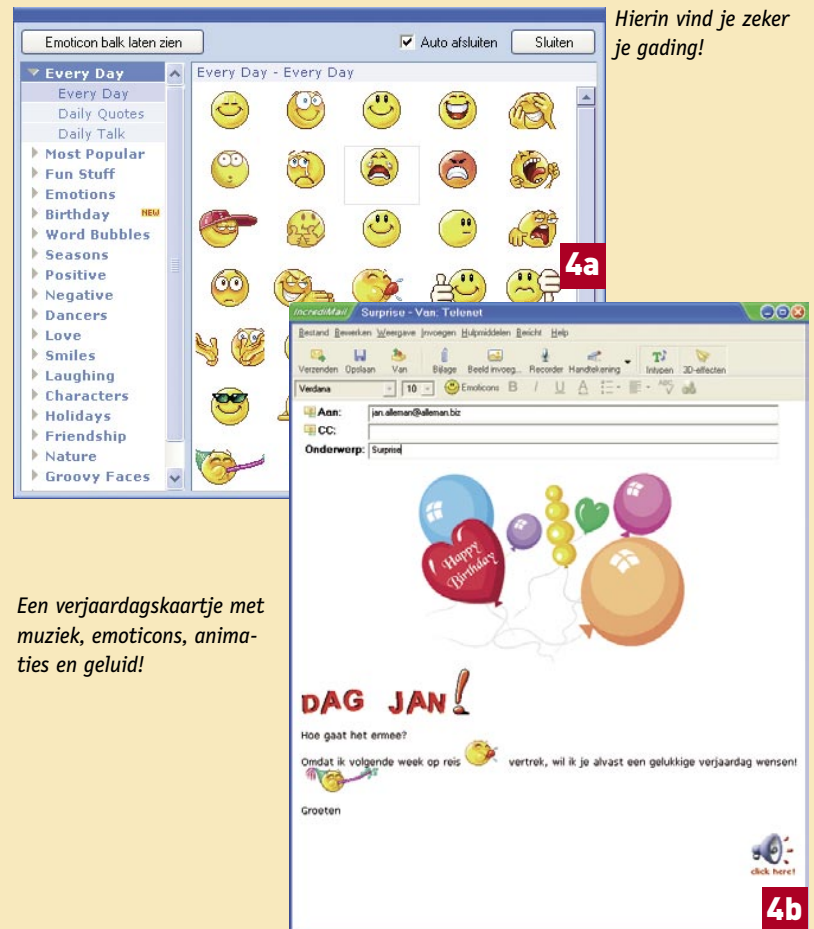 Hierin vind je zeker
je gading!
Emoticon balk laten zien
Auto afsluiten
Sluiten
Every Day
Every Day
Daily Quotes
Daily Talk
Most Popular
Fun Stuff
Emotions
Birthday NEW
Word Bubbles
Seasons
Positive
Negative
Dancers
Love
Smiles
Laughing
Characters
Holidays
Friendship
Nature
Groovy Faces
Every Day - Every Day
4a
Een verjaardagskaartje met
muziek, emoticons, anima-
ties en geluid!
IncrediMail Surprise - Van: Telenet
Bestand Bewerken Weergave Invoegen Hulpmiddelen Bericht Help
Verzenden Opslaan Van Bijlage Beeld invoeg... Recorder Handtekening Intypen 3D-effecten
Verdana 10 Emoticons B I U A ABC
Aan: jan.alleman@alleman.biz
CC:
Onderwerp: Surprise
Happy
Birthday
DAG JAN!
Hoe gaat het ermee?
Omdat ik volgende week op reis vertrek, wil ik je alvast een gelukkige verjaardag wensen!
Groeten
click here!
4b